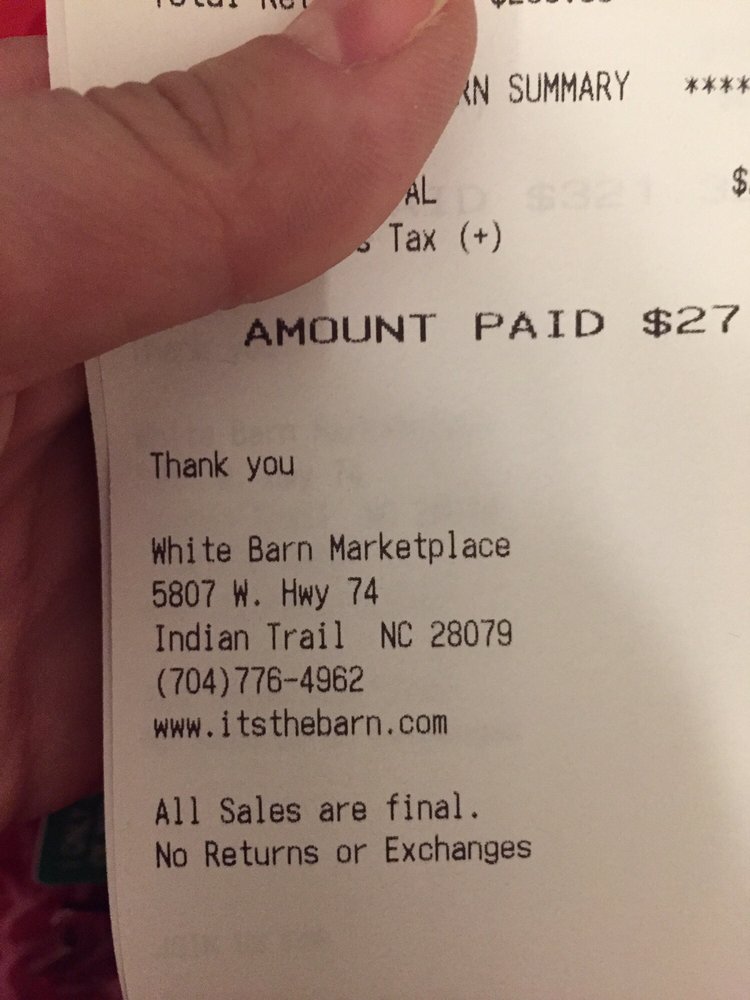 SUMMARY ****
Tax (+)
AMOUNT PAID $27
Thank you
White Barn Marketplace
5807 W. Hwy 74
Indian Trail NC 28079
(704)776-4962
www.itsthebarn.com
All Sales are final.
No Returns or Exchanges